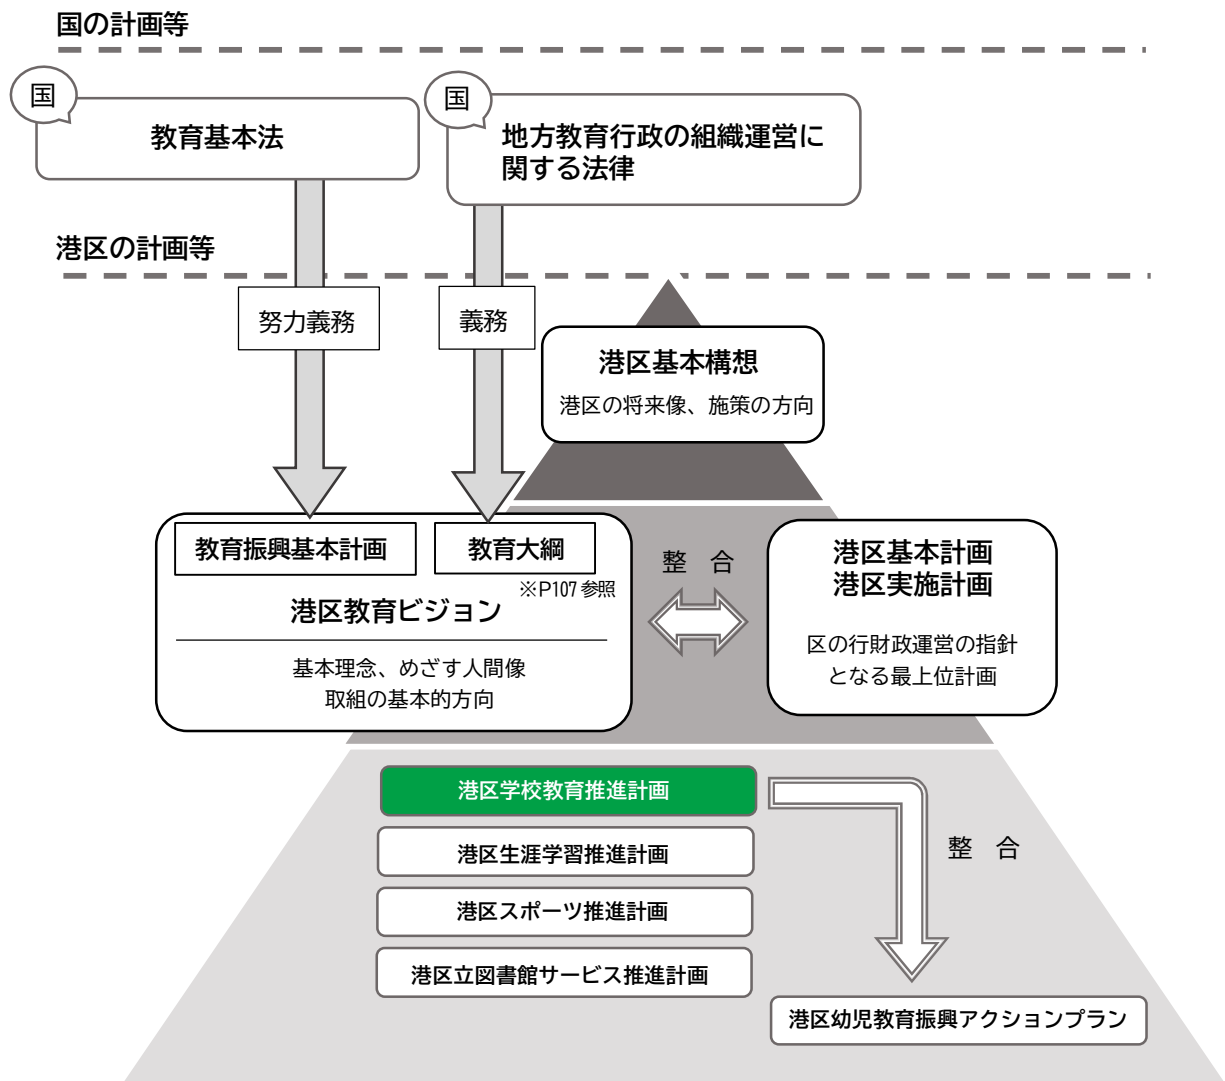 国の計画等
国
教育基本法
国
地方教育行政の組織運営に
関する法律
港区の計画等
努力義務
義務
港区基本構想
港区の将来像、施策の方向
教育振興基本計画
教育大綱
※P107参照
港区教育ビジョン
基本理念、めざす人間像
取組の基本的方向
整 合
港区基本計画
港区実施計画
区の行財政運営の指針
となる最上位計画
港区学校教育推進計画
港区生涯学習推進計画
港区スポーツ推進計画
港区立図書館サービス推進計画
整 合
港区幼児教育振興アクションプラン